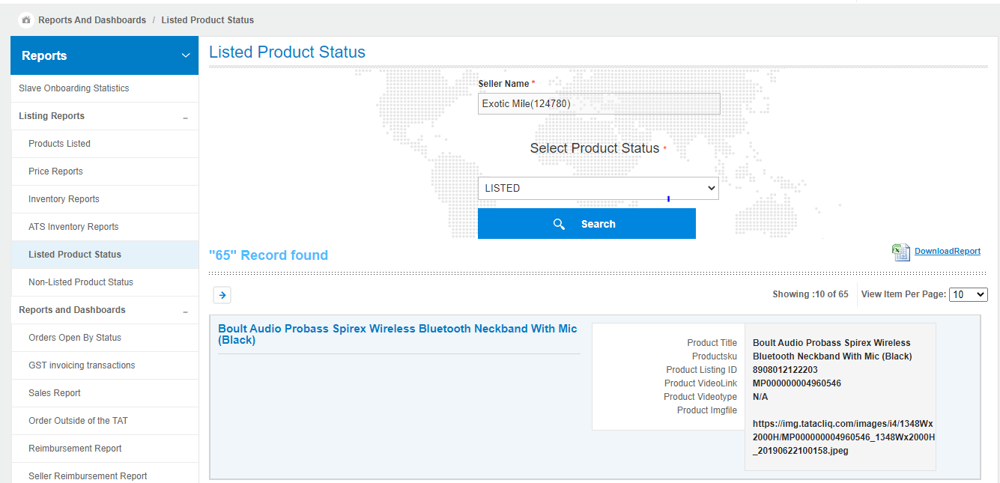 Reports And Dashboards / Listed Product Status
Reports
Slave Onboarding Statistics
Listing Reports
Products Listed
Price Reports
Inventory Reports
ATS Inventory Reports
Listed Product Status
Non-Listed Product Status
Reports and Dashboards
Orders Open By Status
GST invoicing transactions
Sales Report
Order Outside of the TAT
Reimbursement Report
Seller Reimbursement Report
Listed Product Status
Seller Name *
Exotic Mile(124780)
Select Product Status *
LISTED
Search
"65" Record found
DownloadReport
Showing :10 of 65 View Item Per Page: 10
Boult Audio Probass Spirex Wireless Bluetooth Neckband With Mic
(Black)
Product Title
Productsku
Product Listing ID
Product VideoLink
Product Videotype
Product Imgfile
Boult Audio Probass Spirex Wireless
Bluetooth Neckband With Mic (Black)
8908012122203
MP000000004960546
N/A
https://img.tatacliq.com/images/i4/1348Wx
2000H/MP000000004960546_1348Wx2000H
_20190622100158.jpeg